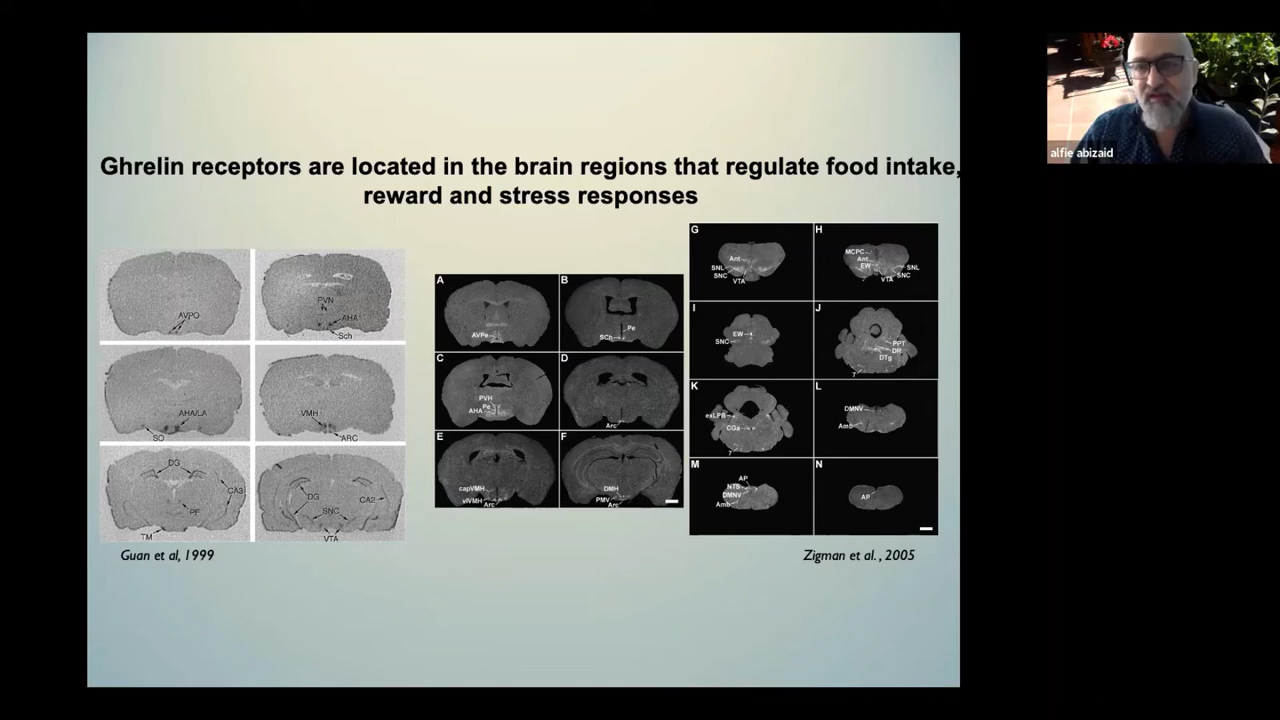 alfie abizaid
Ghrelin receptors are located in the brain regions that regulate food intake,
reward and stress responses
AVPO
PVN
AHA
Sch
AHA/LA
SO
VMH
ARC
DG
CA3
PF
TM
DG
CA2
SNC
VTA
Guan et al, 1999
A
AVPe
B
Pe
SCh
C
PVH
Pe
AHA
D
Arc
E
capVMH
vlVMH
Arc
F
DMH
PMV
Arc
G
Ant
SNL
SNC
VTA
H
MCPC
Ant
EW
SNL
SNC
VTA
I
EW
SNC
J
PPT
DR
DTg
7
K
exLPB
CGa
7
L
DMNV
Amb
M
AP
NTS
DMNV
Amb
N
AP
Zigman et al. , 2005